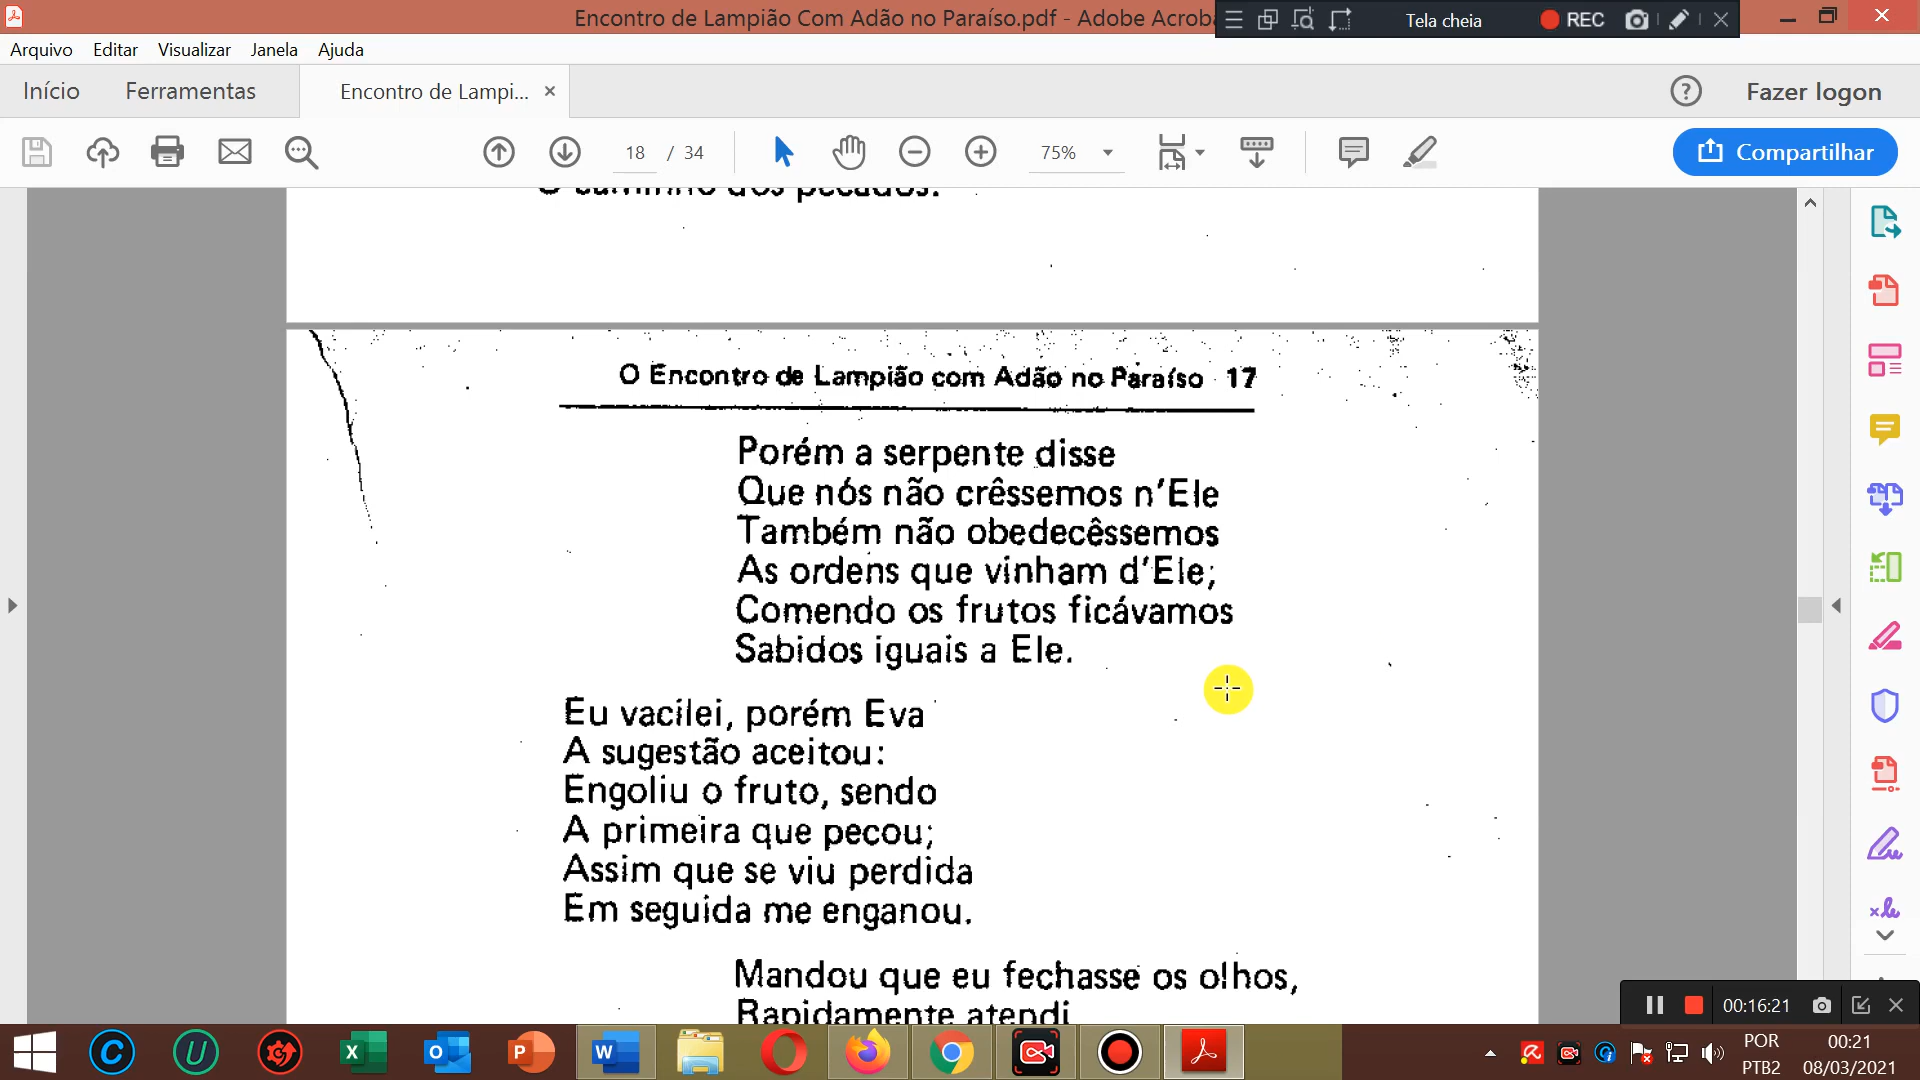 Encontro de Lampião Com Adão no Paraíso.pdf - Adobe Acroba
Tela cheia
REC
Arquivo Editar Visualizar Janela Ajuda
Início Ferramentas Encontro de Lampi... Fazer logon
18 / 34
75%
Compartilhar
O caminho dos pecados.
O Encontro de Lampião com Adão no Paraíso 17
Porém a serpente disse
Que nós não crêssemos n'Ele
Também não obedecêssemos
As ordens que vinham d'Ele;
Comendo os frutos ficávamos
Sabidos iguais a Ele.
Eu vacilei, porém Eva
A sugestão aceitou:
Engoliu o fruto, sendo
A primeira que pecou;
Assim que se viu perdida
Em seguida me enganou.
Mandou que eu fechasse os olhos,
Rapidamente atendi
00:16:21
POR
PTB2
00:21
08/03/2021